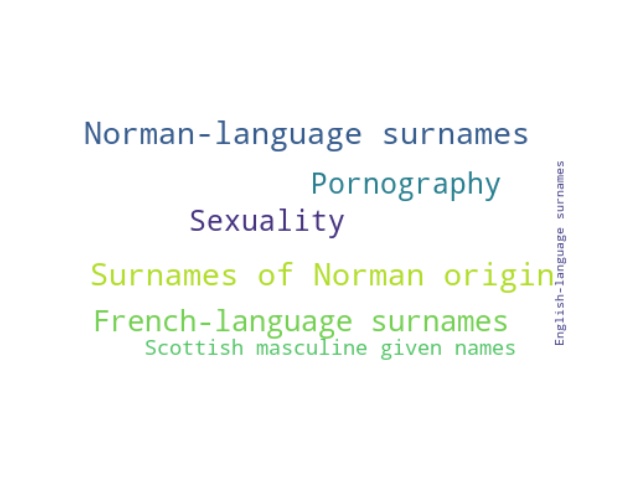 Norman-language surnames
Pornography
Sexuality
Surnames of Norman origin
French-language surnames
Scottish masculine given names
English-language surnames